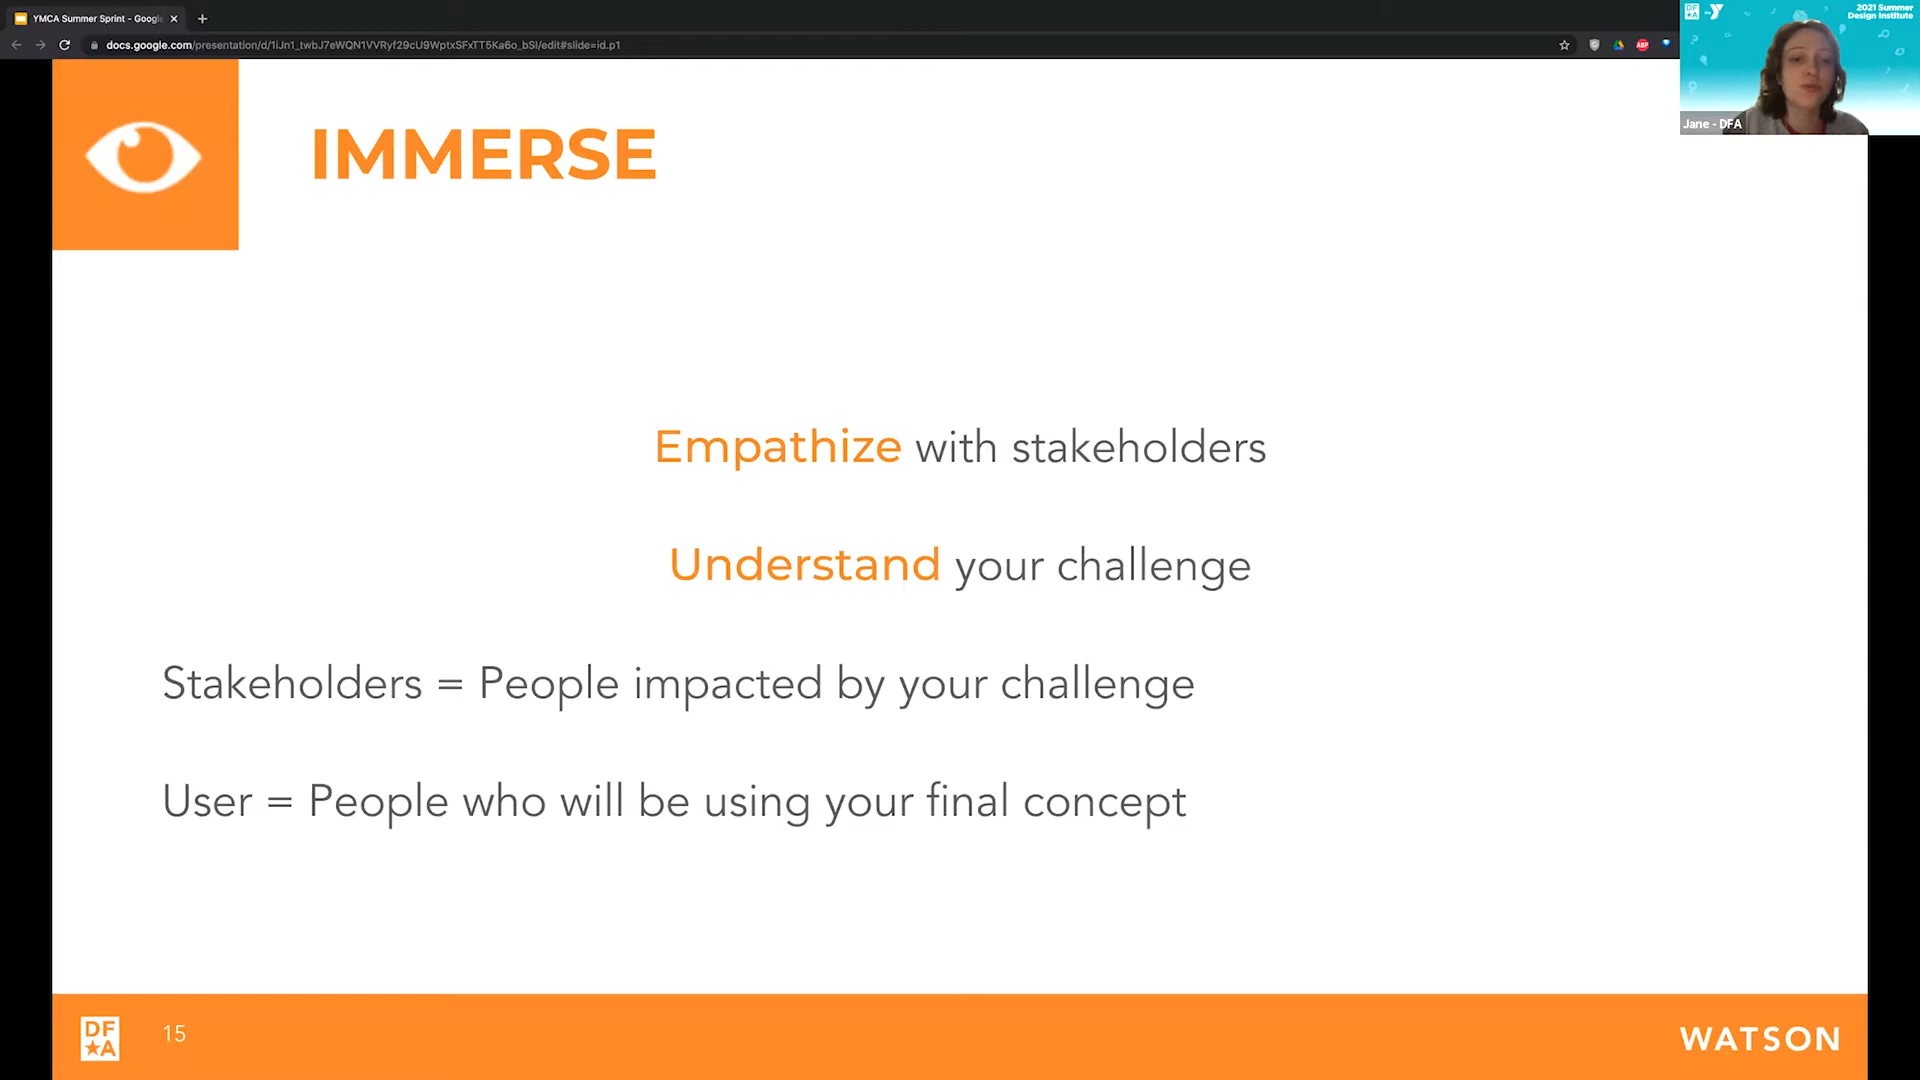 YMCA Summer Sprint - Googl
docs.google.com/presentation/d/1iJn1_twbJ7eWQN1VVRyf29cU9WptxSFxTT5Ka6o_bSI/edit#slide=id.p1
ABP
DF
A
Y
2021 Summer
Design Institute
Jane - DFA
IMMERSE
Empathize with stakeholders
Understand your challenge
Stakeholders = People impacted by your challenge
User = People who will be using your final concept
DF
★A
15
WATSON